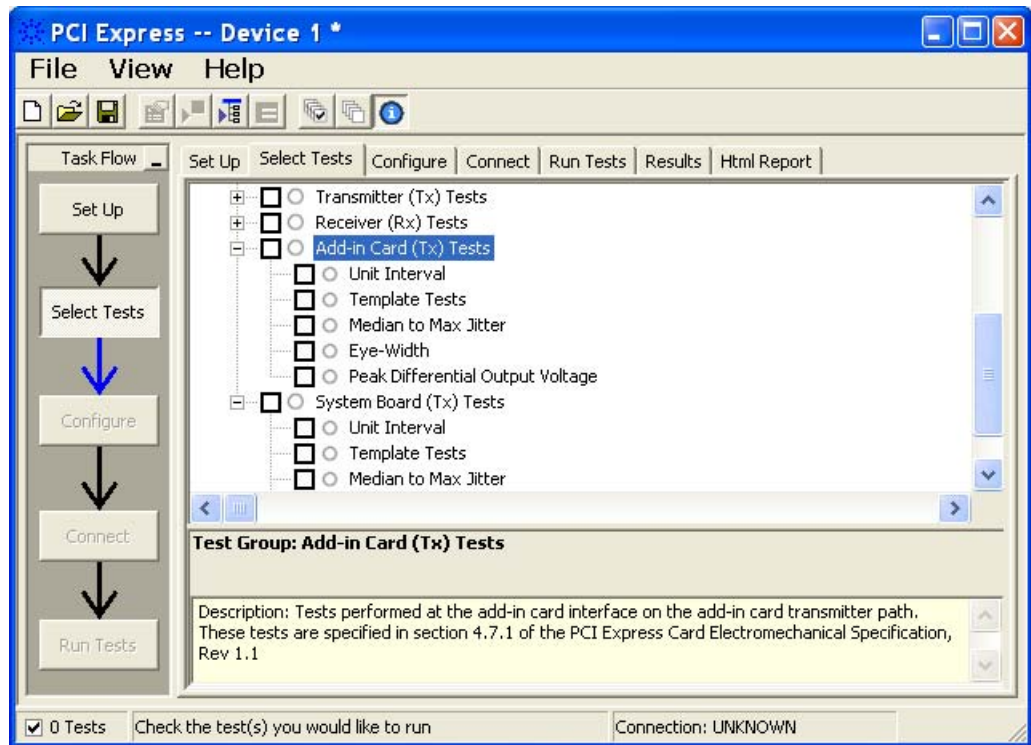 PCI Express -- Device 1 *
File View Help
Task Flow
Set Up
Select Tests
Configure
Connect
Run Tests
Set Up Select Tests Configure Connect Run Tests Results Html Report
Transmitter (Tx) Tests
Receiver (Rx) Tests
Add-in Card (Tx) Tests
Unit Interval
Template Tests
Median to Max Jitter
Eye-Width
Peak Differential Output Voltage
System Board (Tx) Tests
Unit Interval
Template Tests
Median to Max Jitter
Test Group: Add-in Card (Tx) Tests
Description: Tests performed at the add-in card interface on the add-in card transmitter path.
These tests are specified in section 4.7.1 of the PCI Express Card Electromechanical Specification,
Rev 1.1
0 Tests Check the test(s) you would like to run Connection: UNKNOWN